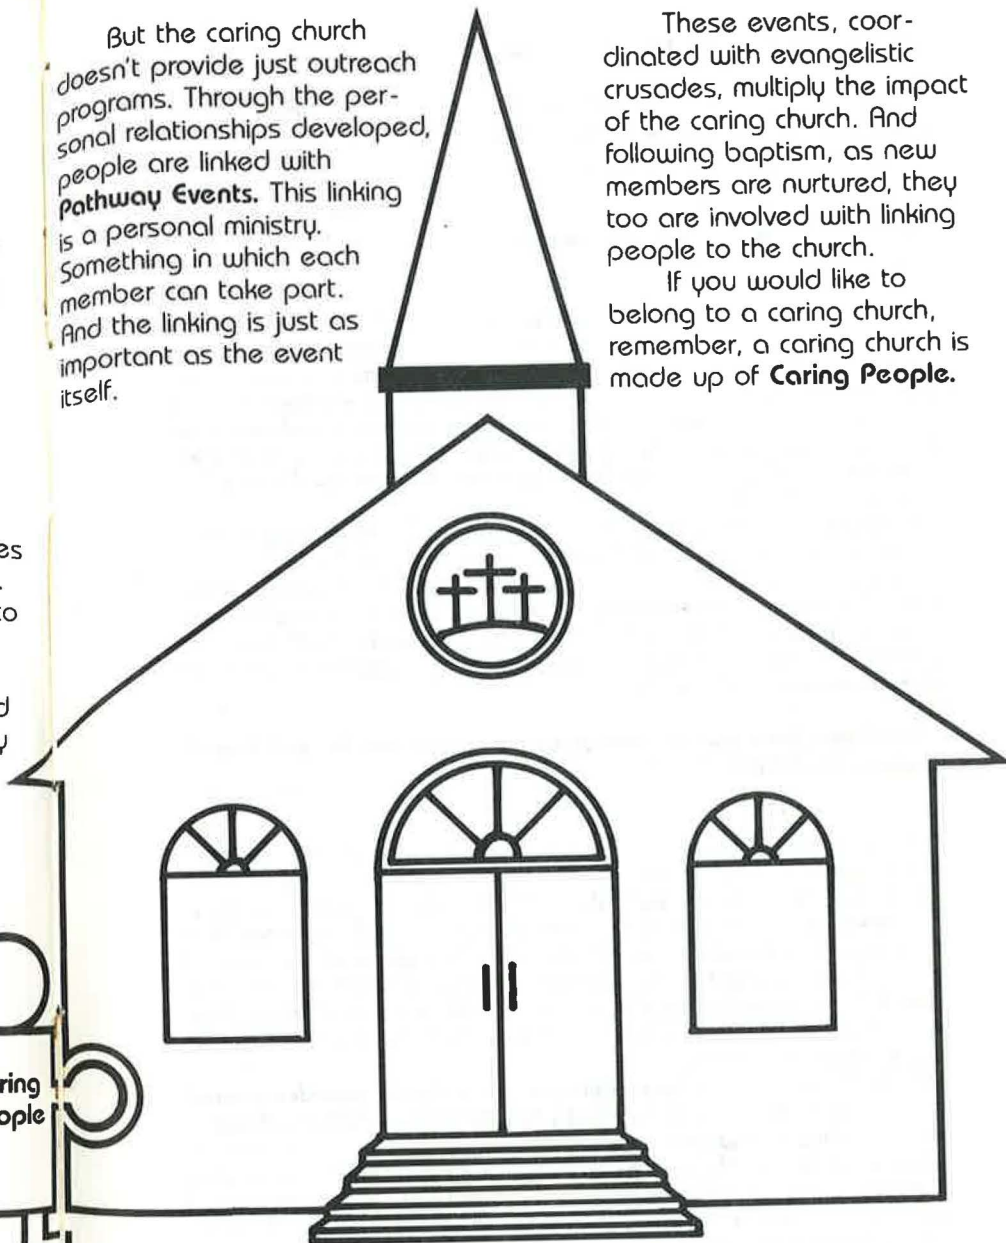 But the caring church
doesn't provide just outreach
programs. Through the per-
sonal relationships developed,
people are linked with
Pathway Events. This linking
is a personal ministry.
Something in which each
member can take part.
And the linking is just as
important as the event
itself.
These events, coor-
dinated with evangelistic
crusades, multiply the impact
of the caring church. And
following baptism, as new
members are nurtured, they
too are involved with linking
people to the church.
If you would like to
belong to a caring church,
remember, a caring church is
made up of Caring People.